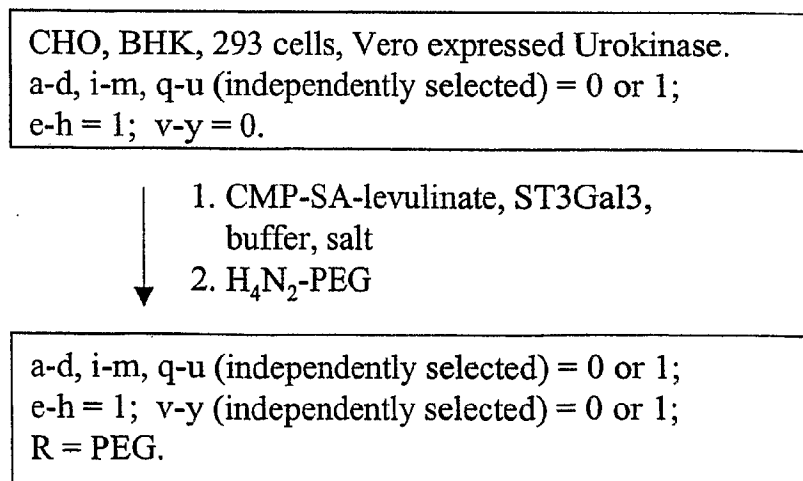 CHO, BHK, 293 cells, Vero expressed Urokinase.
a-d, i-m, q-u (independently selected) = 0 or 1;
e-h = 1; v-y = 0.
1. CMP-SA-levulinate, ST3Gal3,
buffer, salt
2. H₄N₂-PEG
a-d, i-m, q-u (independently selected) = 0 or 1;
e-h = 1; v-y (independently selected) = 0 or 1;
R = PEG.